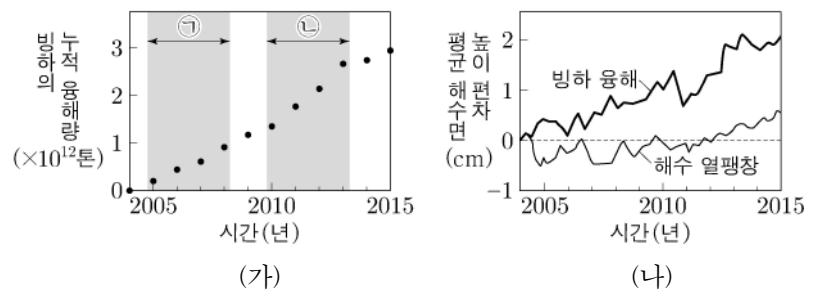 빙하의
누적 융해량
(×10¹²톤)
3
2
1
0
㉠
㉡
2005
2010
2015
시간(년)
(가)
평균 해수면
높이 편차
(cm)
2
1
0
−1
빙하 융해
해수 열팽창
2005
2010
2015
시간(년)
(나)